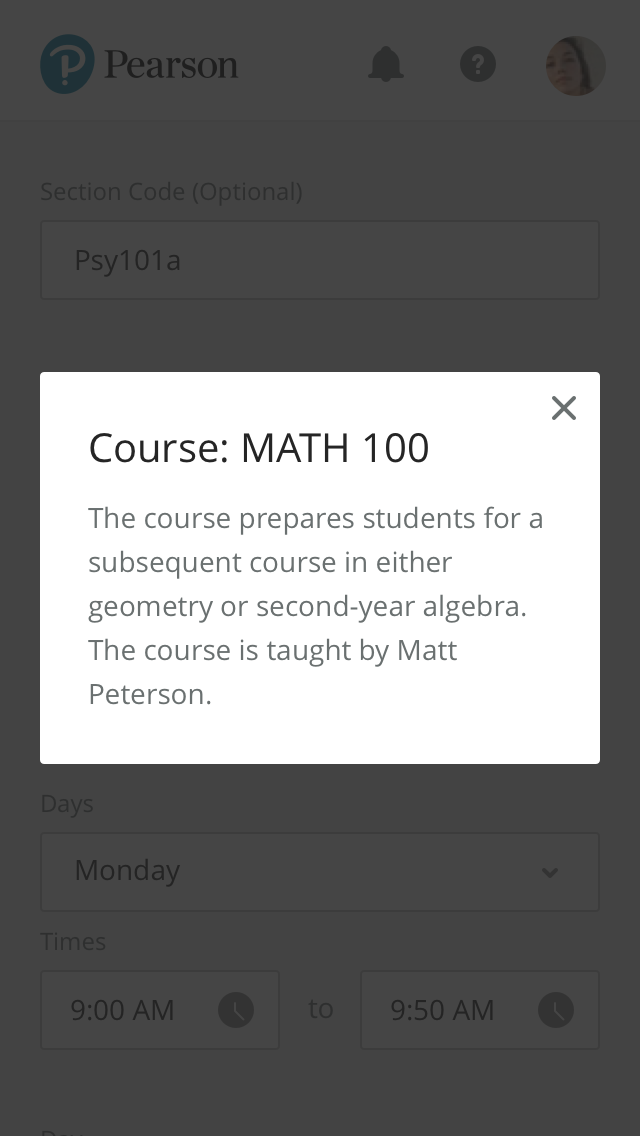 Pearson
Section Code (Optional)
Psy101a
Course: MATH 100
The course prepares students for a
subsequent course in either
geometry or second-year algebra.
The course is taught by Matt
Peterson.
Days
Monday
Times
9:00 AM to 9:50 AM